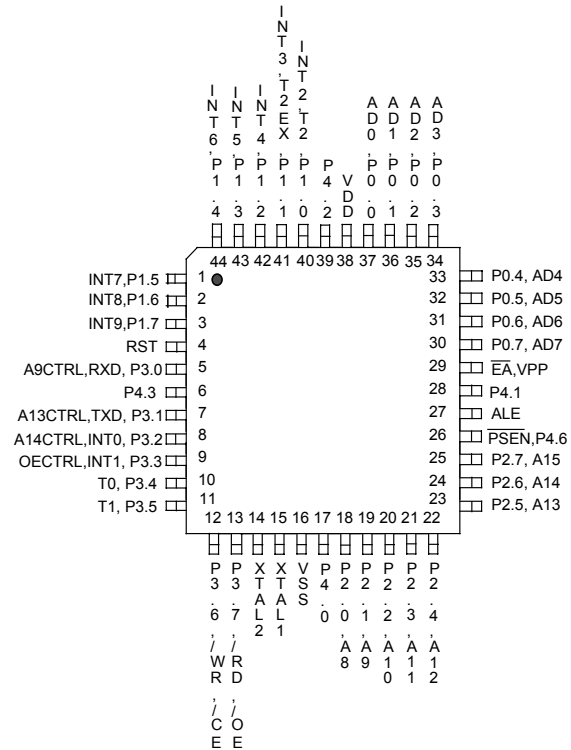 INT6,P1.4
INT5,P1.3
INT4,P1.2
INT3,T2EX,P1.1
INT2,T2,P1.0
P4.2
VDD
AD0,P0.0
AD1,P0.1
AD2,P0.2
AD3,P0.3
44 43 42 41 40 39 38 37 36 35 34
INT7,P1.5 1
INT8,P1.6 2
INT9,P1.7 3
RST 4
A9CTRL,RXD, P3.0 5
P4.3 6
A13CTRL,TXD, P3.1 7
A14CTRL,INT0, P3.2 8
OECTRL,INT1, P3.3 9
T0, P3.4 10
T1, P3.5 11
33 P0.4, AD4
32 P0.5, AD5
31 P0.6, AD6
30 P0.7, AD7
29 EA,VPP
28 P4.1
27 ALE
26 PSEN,P4.6
25 P2.7, A15
24 P2.6, A14
23 P2.5, A13
12 13 14 15 16 17 18 19 20 21 22
P3.6,/WR,/CE
P3.7,/RD,/OE
XTAL2
XTAL1
VSS
P4.0
P2.0,A8
P2.1,A9
P2.2,A10
P2.3,A11
P2.4,A12